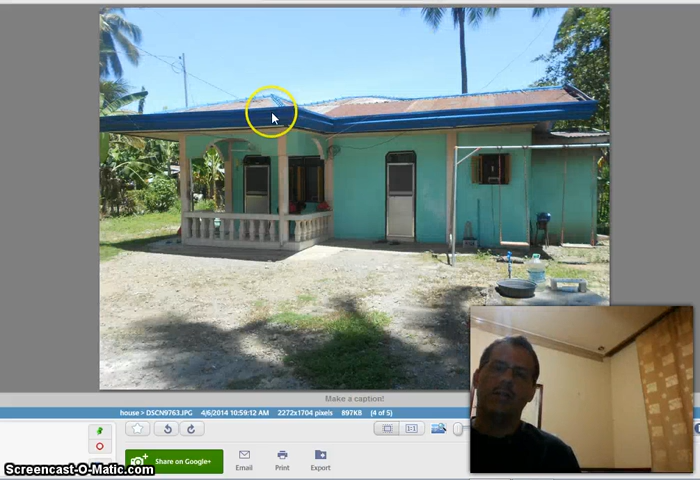 Make a caption!
house > DSCN9763.JPG 4/6/2014 10:59:12 AM 2272x1704 pixels 897KB (4 of 5)
1:1
Share on Google+
Email
Print
Export
Screencast-O-Matic.com